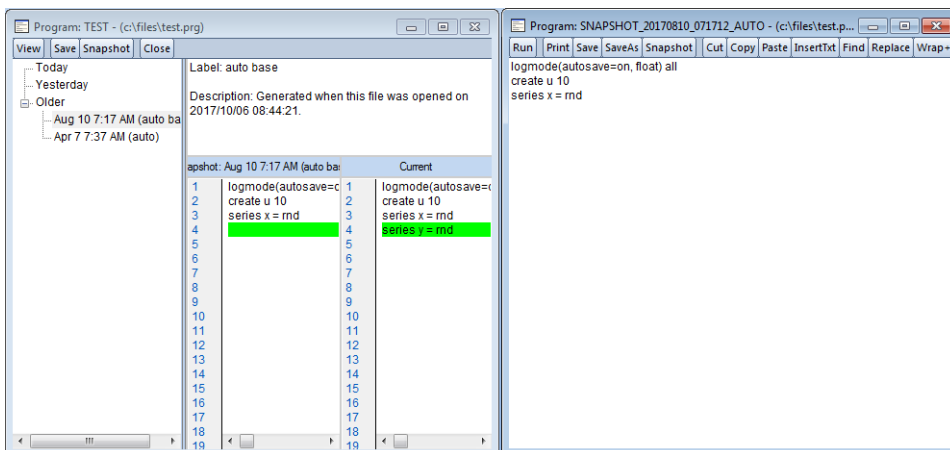 Program: TEST - (c:\files\test.prg)
View Save Snapshot Close
Today
Yesterday
Older
Aug 10 7:17 AM (auto ba
Apr 7 7:37 AM (auto)
Label: auto base
Description: Generated when this file was opened on
2017/10/06 08:44:21.
apshot: Aug 10 7:17 AM (auto ba
Current
1 logmode(autosave=c
2 create u 10
3 series x = rnd
4
5
6
7
8
9
10
11
12
13
14
15
16
17
18
19
1 logmode(autosave=
2 create u 10
3 series x = rnd
4 series y = rnd
5
6
7
8
9
10
11
12
13
14
15
16
17
18
19
Program: SNAPSHOT_20170810_071712_AUTO - (c:\files\test.p...
Run Print Save SaveAs Snapshot Cut Copy Paste InsertTxt Find Replace Wrap+
logmode(autosave=on, float) all
create u 10
series x = rnd